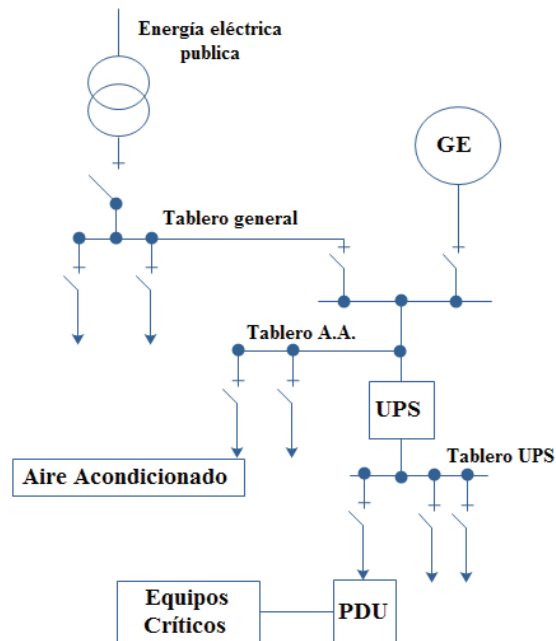 Energía eléctrica
publica
GE
Tablero general
Tablero A.A.
UPS
Tablero UPS
Aire Acondicionado
Equipos
Críticos
PDU